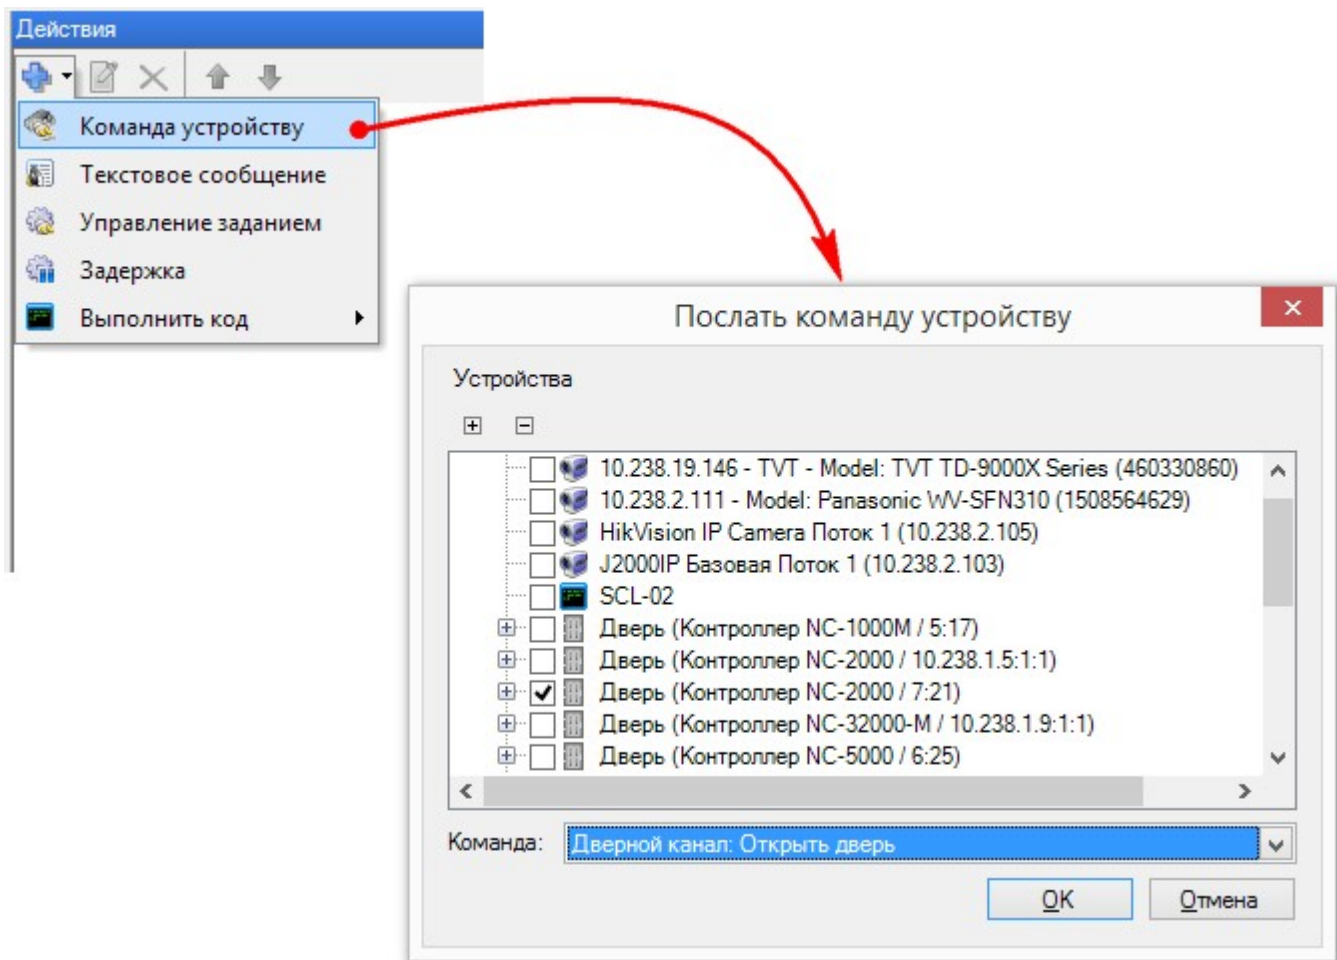 Действия
Команда устройству
Текстовое сообщение
Управление заданием
Задержка
Выполнить код
Послать команду устройству
Устройства
10.238.19.146 - TVT - Model: TVT TD-9000X Series (460330860)
10.238.2.111 - Model: Panasonic WV-SFN310 (1508564629)
HikVision IP Camera Поток 1 (10.238.2.105)
J2000IP Базовая Поток 1 (10.238.2.103)
SCL-02
Дверь (Контроллер NC-1000M / 5:17)
Дверь (Контроллер NC-2000 / 10.238.1.5:1:1)
Дверь (Контроллер NC-2000 / 7:21)
Дверь (Контроллер NC-32000-M / 10.238.1.9:1:1)
Дверь (Контроллер NC-5000 / 6:25)
Команда: Дверной канал: Открыть дверь
OK Отмена